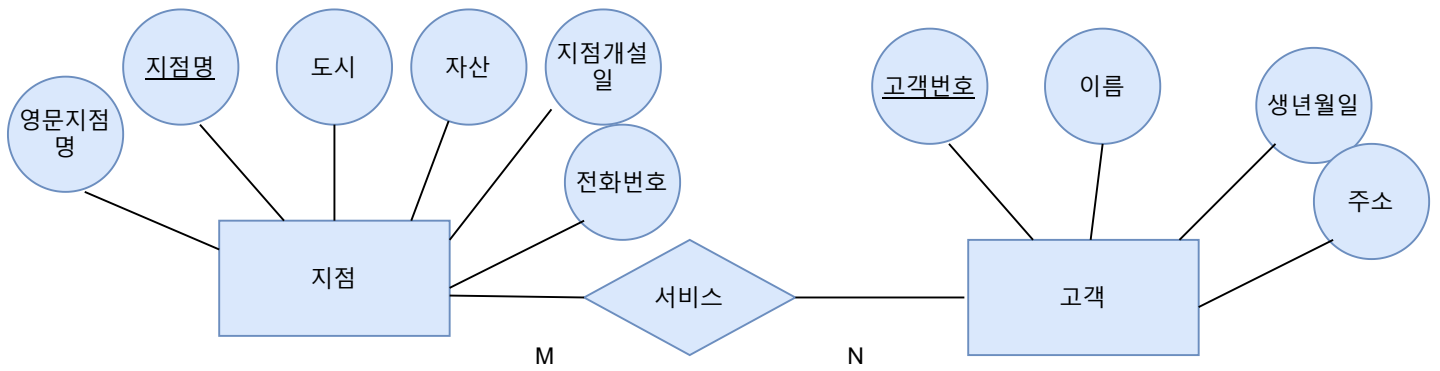 지점명
도시
자산
지점개설
일
영문지점
명
전화번호
고객번호
이름
생년월일
주소
지점
서비스
고객
M
N